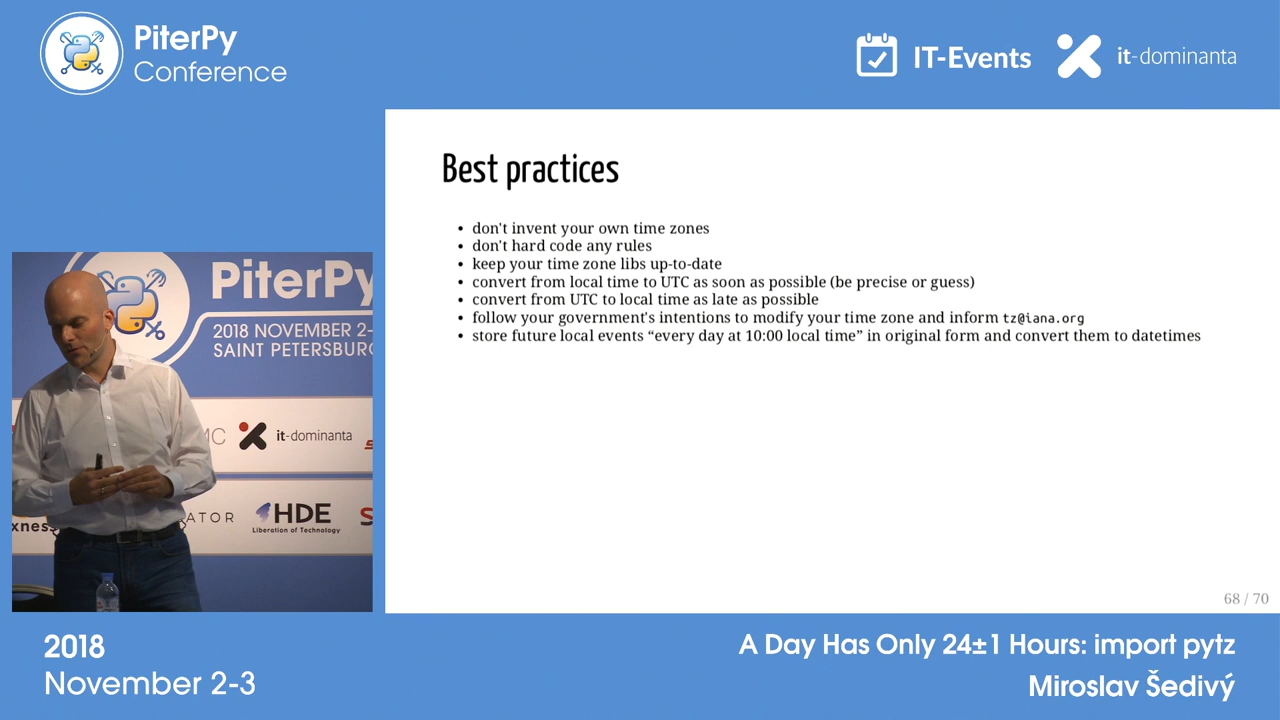 PiterPy
Conference
IT-Events
it-dominanta
Best practices
• don't invent your own time zones
• don't hard code any rules
• keep your time zone libs up-to-date
• convert from local time to UTC as soon as possible (be precise or guess)
• convert from UTC to local time as late as possible
• follow your government's intentions to modify your time zone and inform tz@iana.org
• store future local events “every day at 10:00 local time” in original form and convert them to datetimes
68 / 70
PiterPy
2018 NOVEMBER 2-
SAINT PETERSBURG
it-dominanta
HDE
Liberation of Technology
2018
November 2-3
A Day Has Only 24±1 Hours: import pytz
Miroslav Šedivý